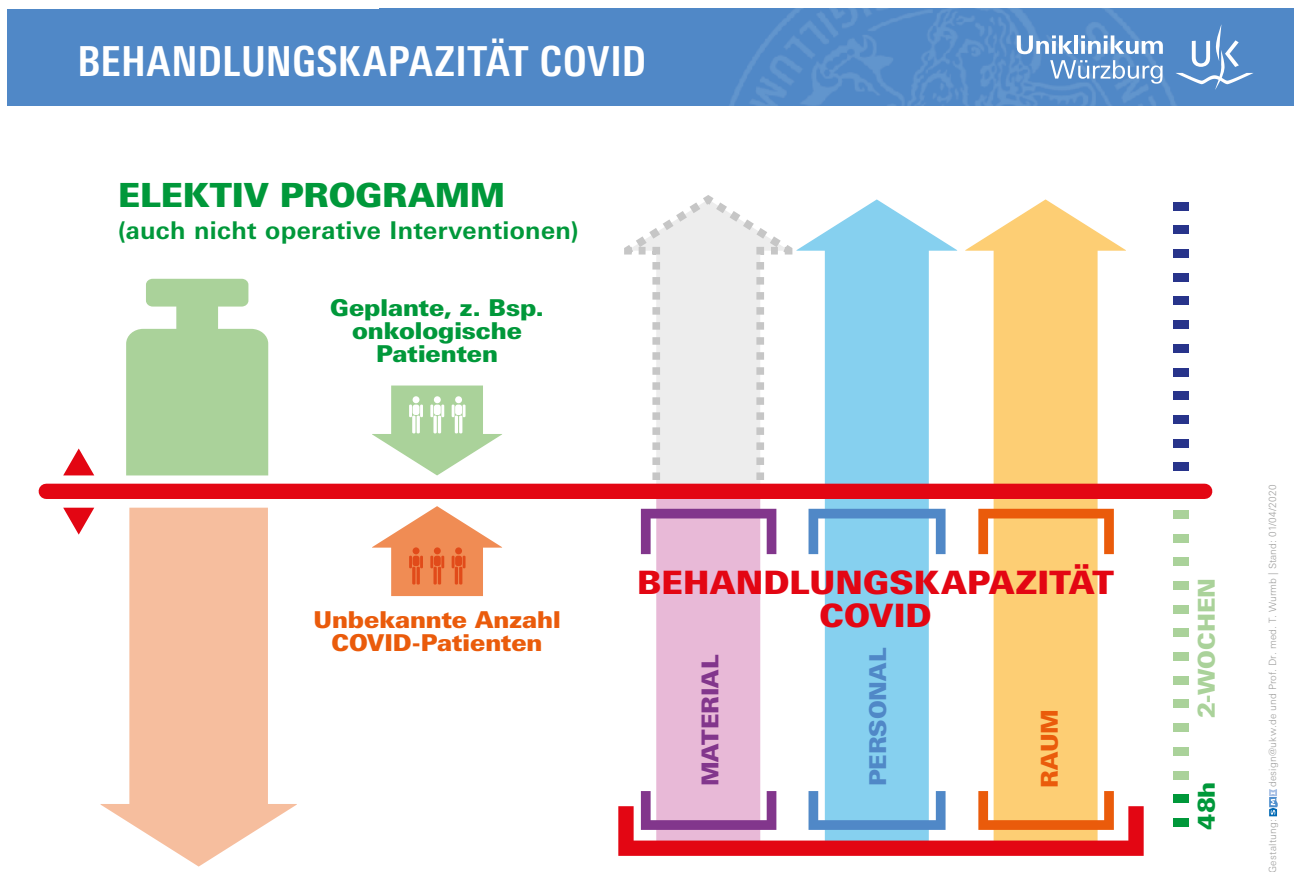 BEHANDLUNGSKAPAZITÄT COVID
Uniklinikum
Würzburg
UK
ELEKTIV PROGRAMM
(auch nicht operative Interventionen)
Geplante, z. Bsp.
onkologische
Patienten
Unbekannte Anzahl
COVID-Patienten
BEHANDLUNGSKAPAZITÄT
COVID
MATERIAL
PERSONAL
RAUM
2-WOCHEN
48h
Gestaltung: SMI design@ukw.de und Prof. Dr. med. T. Wurmb | Stand: 01/04/2020